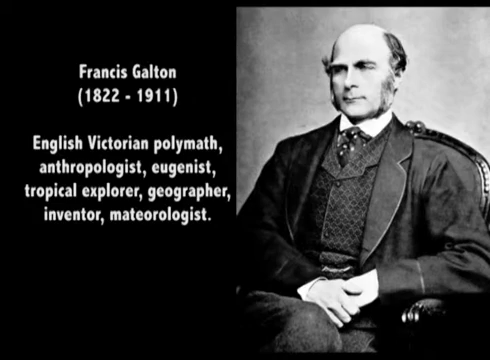 Francis Galton
(1822 - 1911)
English Victorian polymath,
anthropologist, eugenist,
tropical explorer, geographer,
inventor, mateorologist.